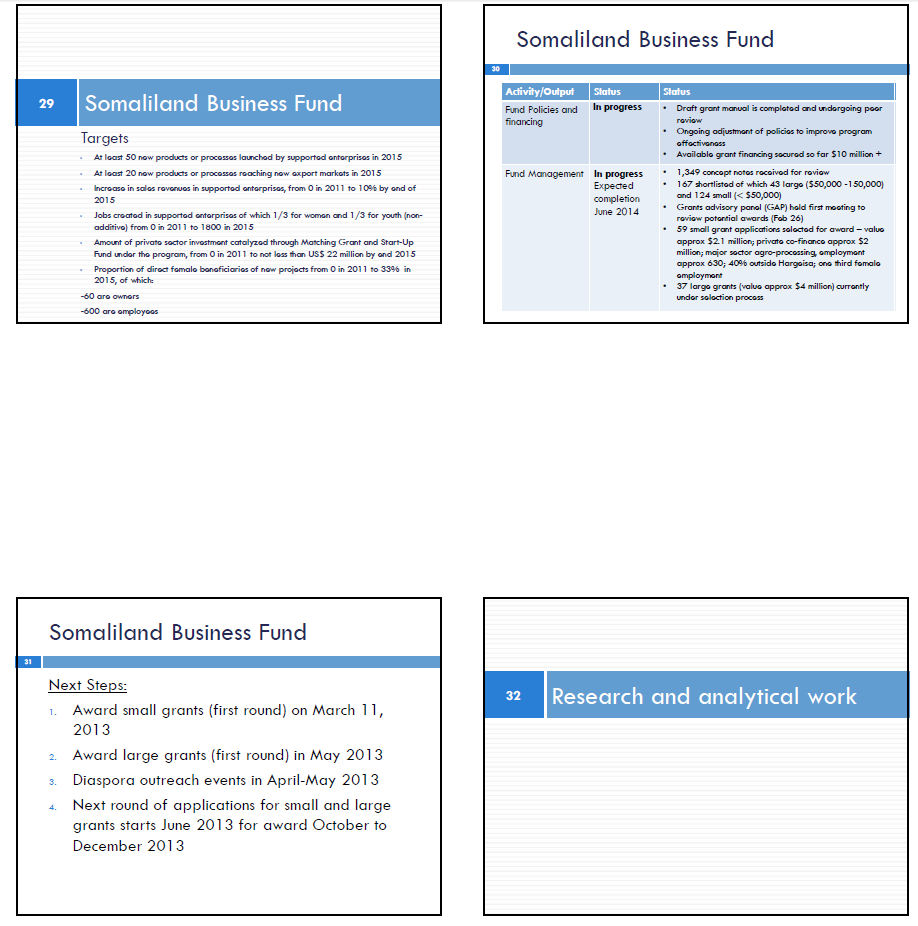 29
Somaliland Business Fund
Targets
At least 50 new products or processes launched by supported enterprises in 2015
At least 20 new products or processes reaching new export markets in 2015
Increase in sales revenues in supported enterprises, from 0 in 2011 to 10% by end of
2015
Jobs created in supported enterprises of which 1/3 for women and 1/3 for youth (non-
additive) from 0 in 2011 to 1800 in 2015
Amount of private sector investment catalyzed through Matching Grant and Start-Up
Fund under the program, from 0 in 2011 to not less than US$ 22 million by end 2015
Proportion of direct female beneficiaries of new projects from 0 in 2011 to 33% in
2015, of which:
-60 are owners
-600 are employees
Somaliland Business Fund
30
Activity/Output Status Status
Fund Policies and
financing
In progress
• Draft grant manual is completed and undergoing peer
review
• Ongoing adjustment of policies to improve program
effectiveness
• Available grant financing secured so far $10 million +
Fund Management
In progress
Expected
completion
June 2014
• 1,349 concept notes received for review
• 167 shortlisted of which 43 large ($50,000 -150,000)
and 124 small (< $50,000)
• Grants advisory panel (GAP) held first meeting to
review potential awards (Feb 26)
• 59 small grant applications selected for award – value
approx $2.1 million; private co-finance approx $2
million; major sector agro-processing, employment
approx 630; 40% outside Hargeisa; one third female
employment
• 37 large grants (value approx $4 million) currently
under selection process
Somaliland Business Fund
31
Next Steps:
1. Award small grants (first round) on March 11,
2013
2. Award large grants (first round) in May 2013
3. Diaspora outreach events in April-May 2013
4. Next round of applications for small and large
grants starts June 2013 for award October to
December 2013
32
Research and analytical work